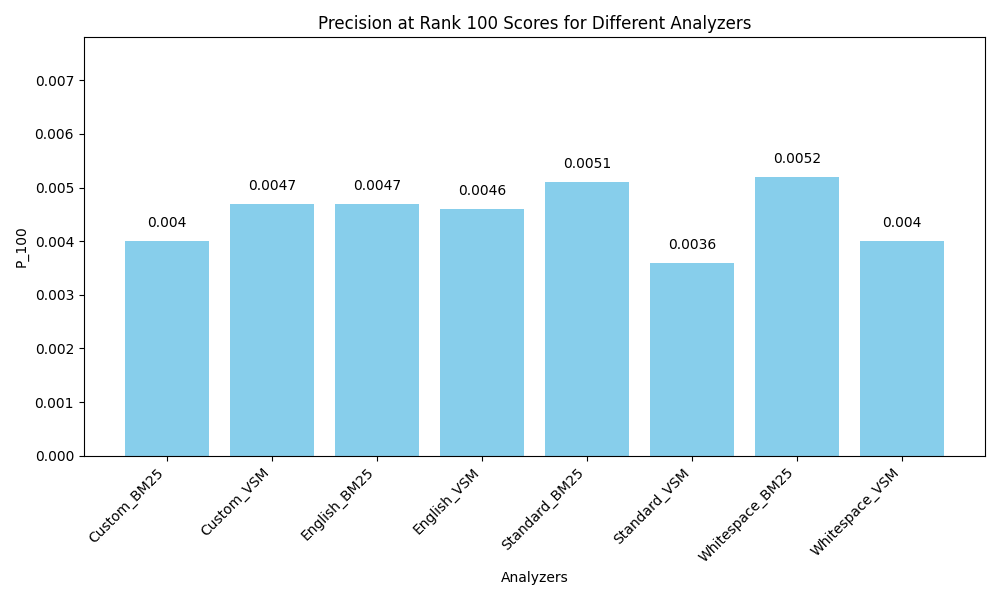 Precision at Rank 100 Scores for Different Analyzers
P_100
0.007
0.006
0.005
0.004
0.003
0.002
0.001
0.000
0.004
0.0047
0.0047
0.0046
0.0051
0.0036
0.0052
0.004
Custom_BM25
Custom_VSM
English_BM25
English_VSM
Standard_BM25
Standard_VSM
Whitespace_BM25
Whitespace_VSM
Analyzers